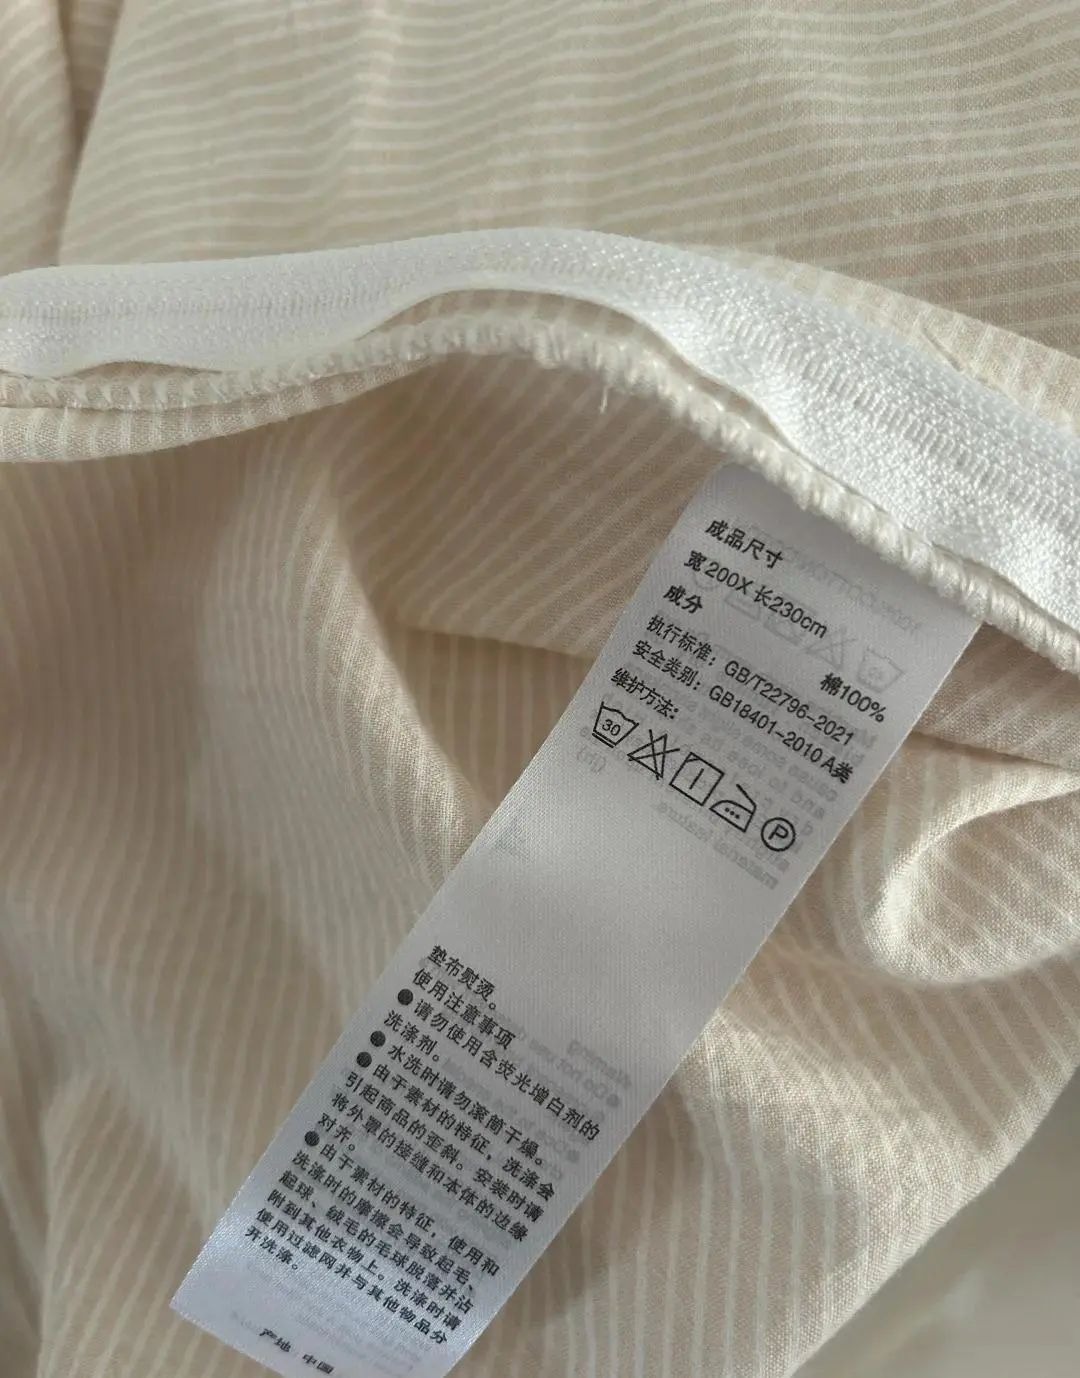 成品尺寸
宽200X 长230cm
成分
棉100%
执行标准：GB/T22796-2021
安全类别：GB18401-2010 A类
维护方法：
30
P
垫布熨烫。
使用注意事项
●请勿使用含荧光增白剂的
洗涤剂。
●水洗时请勿滚筒干燥。
●由于素材的特征，洗涤会
引起商品的歪斜。安装时请
将外罩的接缝和本体的边缘
对齐。
●由于素材的特征，使用和
洗涤时的摩擦会导致起毛、
起球、绒毛的毛球脱落并沾
附到其他衣物上。洗涤时请
使用过滤网并与其他物品分
开洗涤。
产地：中国